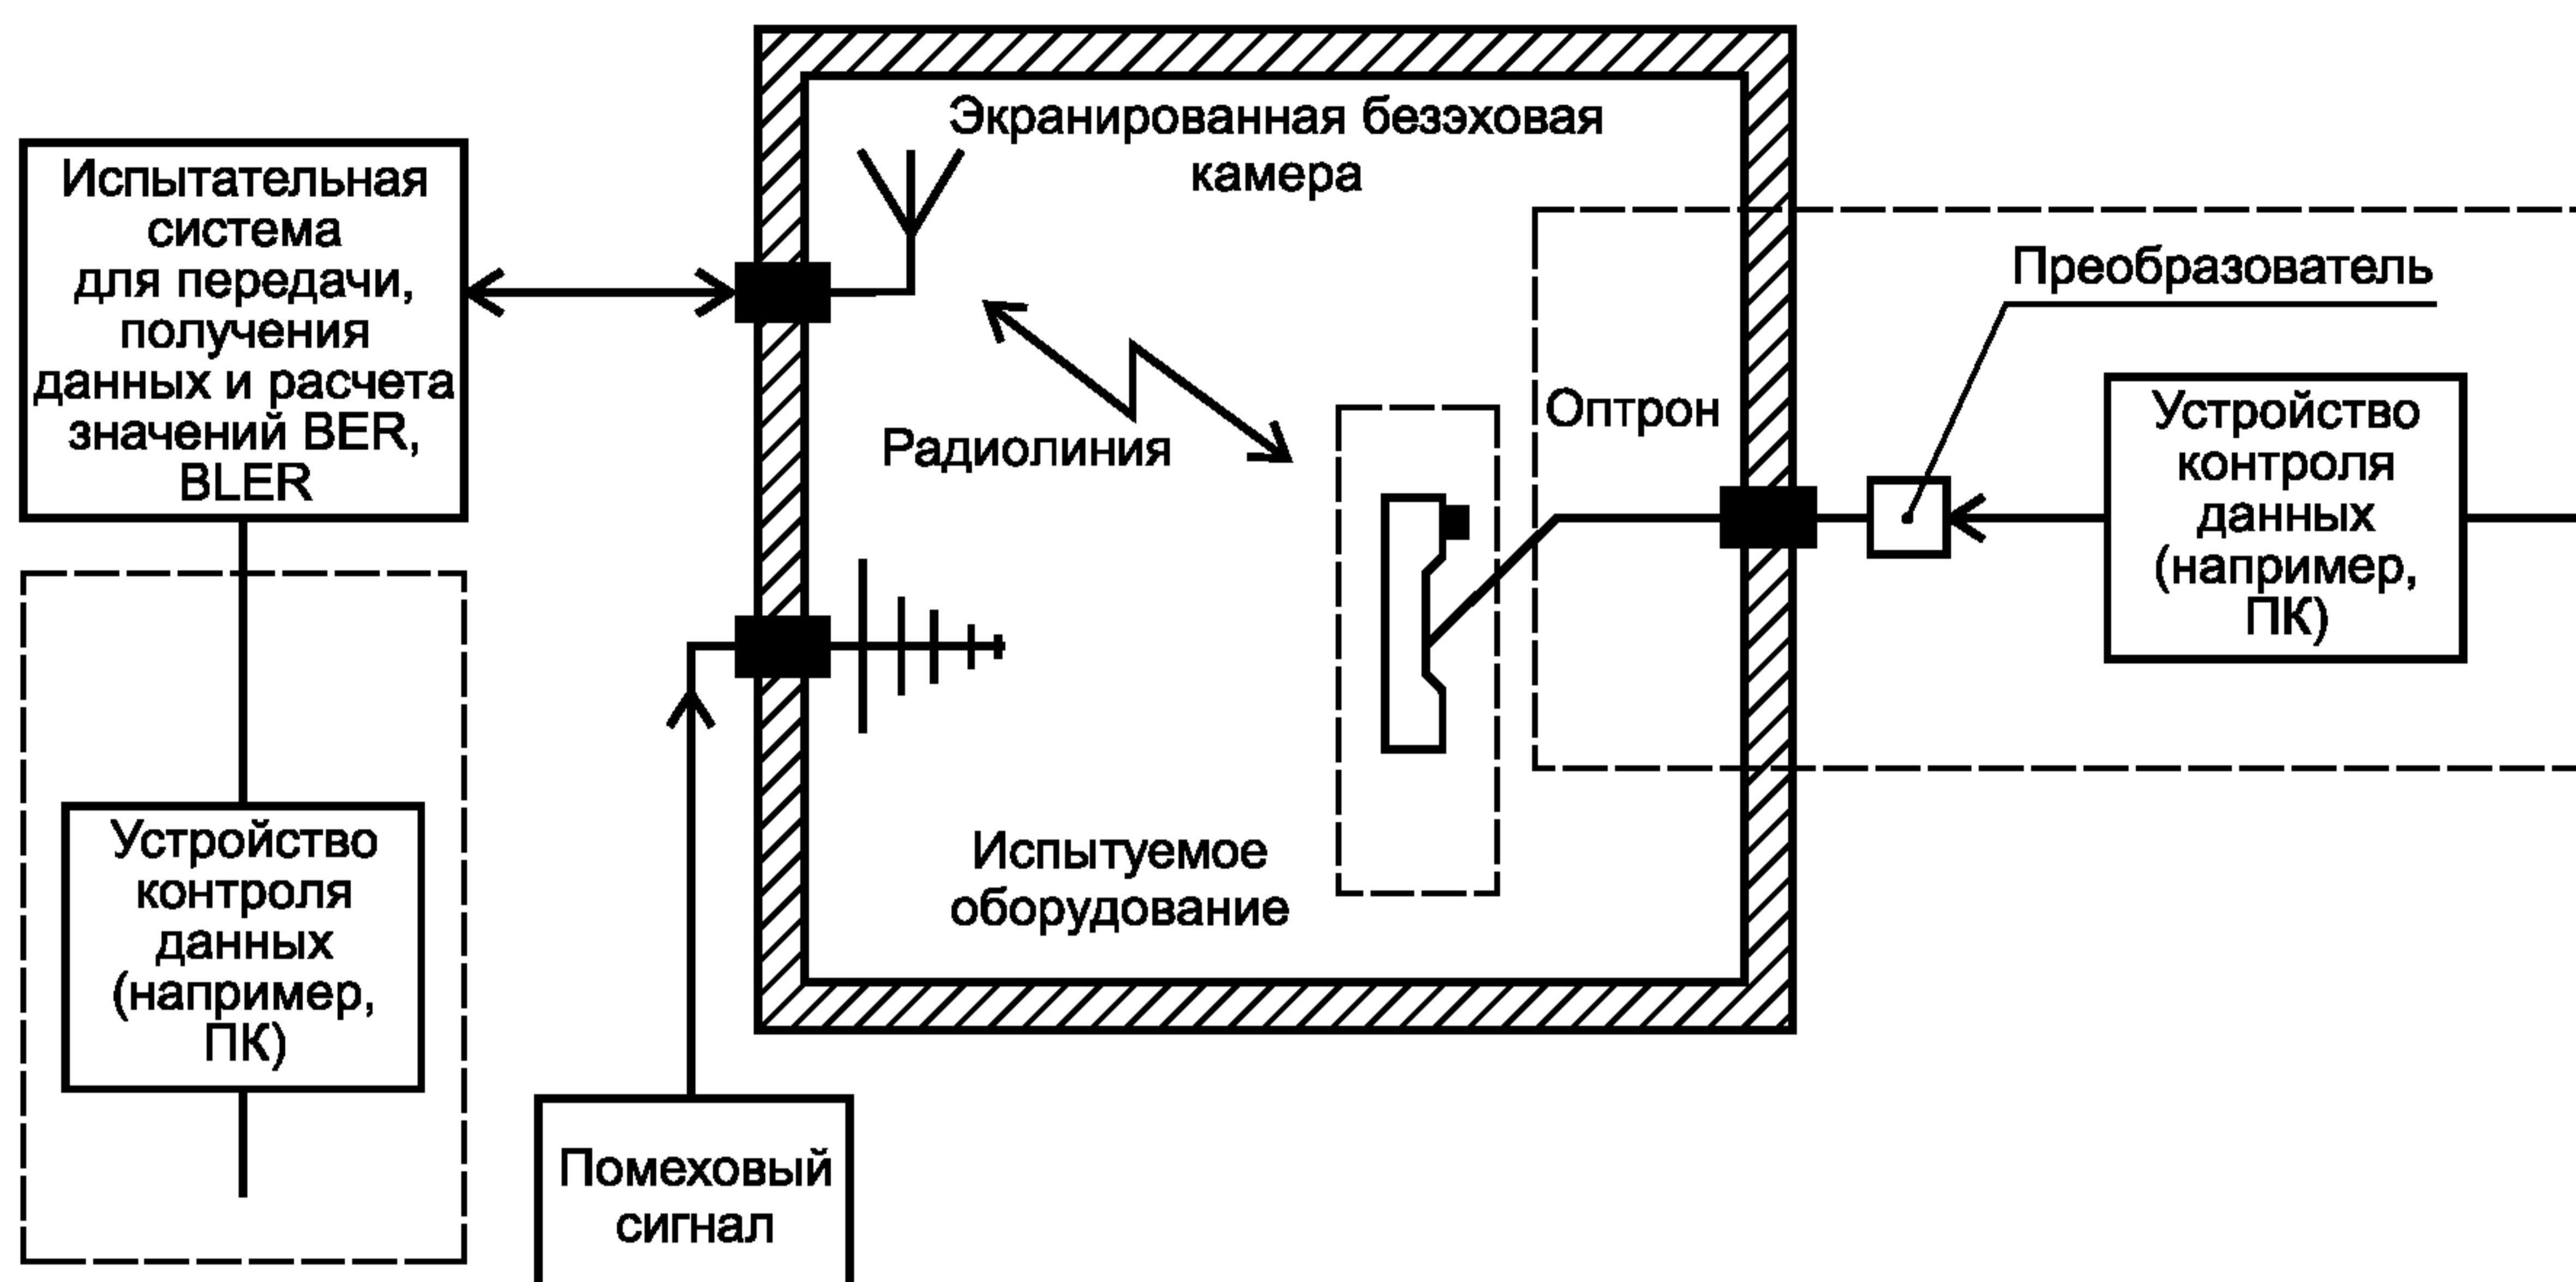 Испытательная
система
для передачи,
получения
данных и расчета
значений BER,
BLER
Устройство
контроля
данных
(например,
ПК)
Помеховый
сигнал
Экранированная безэховая
камера
Радиолиния
Испытуемое
оборудование
Оптрон
Преобразователь
Устройство
контроля
данных
(например,
ПК)